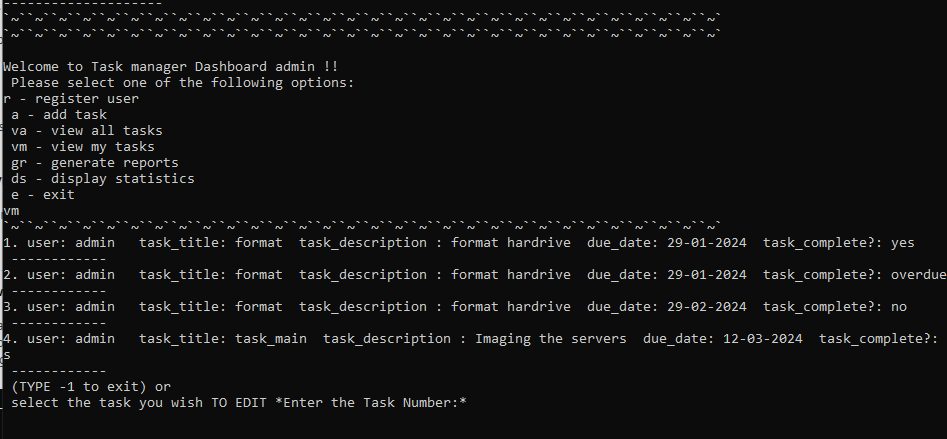 --------------------
`~``~``~``~``~``~``~``~``~``~``~``~``~``~``~``~``~``~``~``~``~``~``~``~``~``~``~``~``~``~`
`~``~``~``~``~``~``~``~``~``~``~``~``~``~``~``~``~``~``~``~``~``~``~``~``~``~``~``~``~``~`
Welcome to Task manager Dashboard admin !!
Please select one of the following options:
r - register user
a - add task
va - view all tasks
vm - view my tasks
gr - generate reports
ds - display statistics
e - exit
vm
`~``~``~``~``~``~``~``~``~``~``~``~``~``~``~``~``~``~``~``~``~``~``~``~``~``~``~``~``~``~`
1. user: admin   task_title: format  task_description : format hardrive  due_date: 29-01-2024  task_complete?: yes
------------
2. user: admin   task_title: format  task_description : format hardrive  due_date: 29-01-2024  task_complete?: overdue
------------
3. user: admin   task_title: format  task_description : format hardrive  due_date: 29-02-2024  task_complete?: no
------------
4. user: admin   task_title: task_main  task_description : Imaging the servers  due_date: 12-03-2024  task_complete?:
s
------------
(TYPE -1 to exit) or
select the task you wish TO EDIT *Enter the Task Number:*